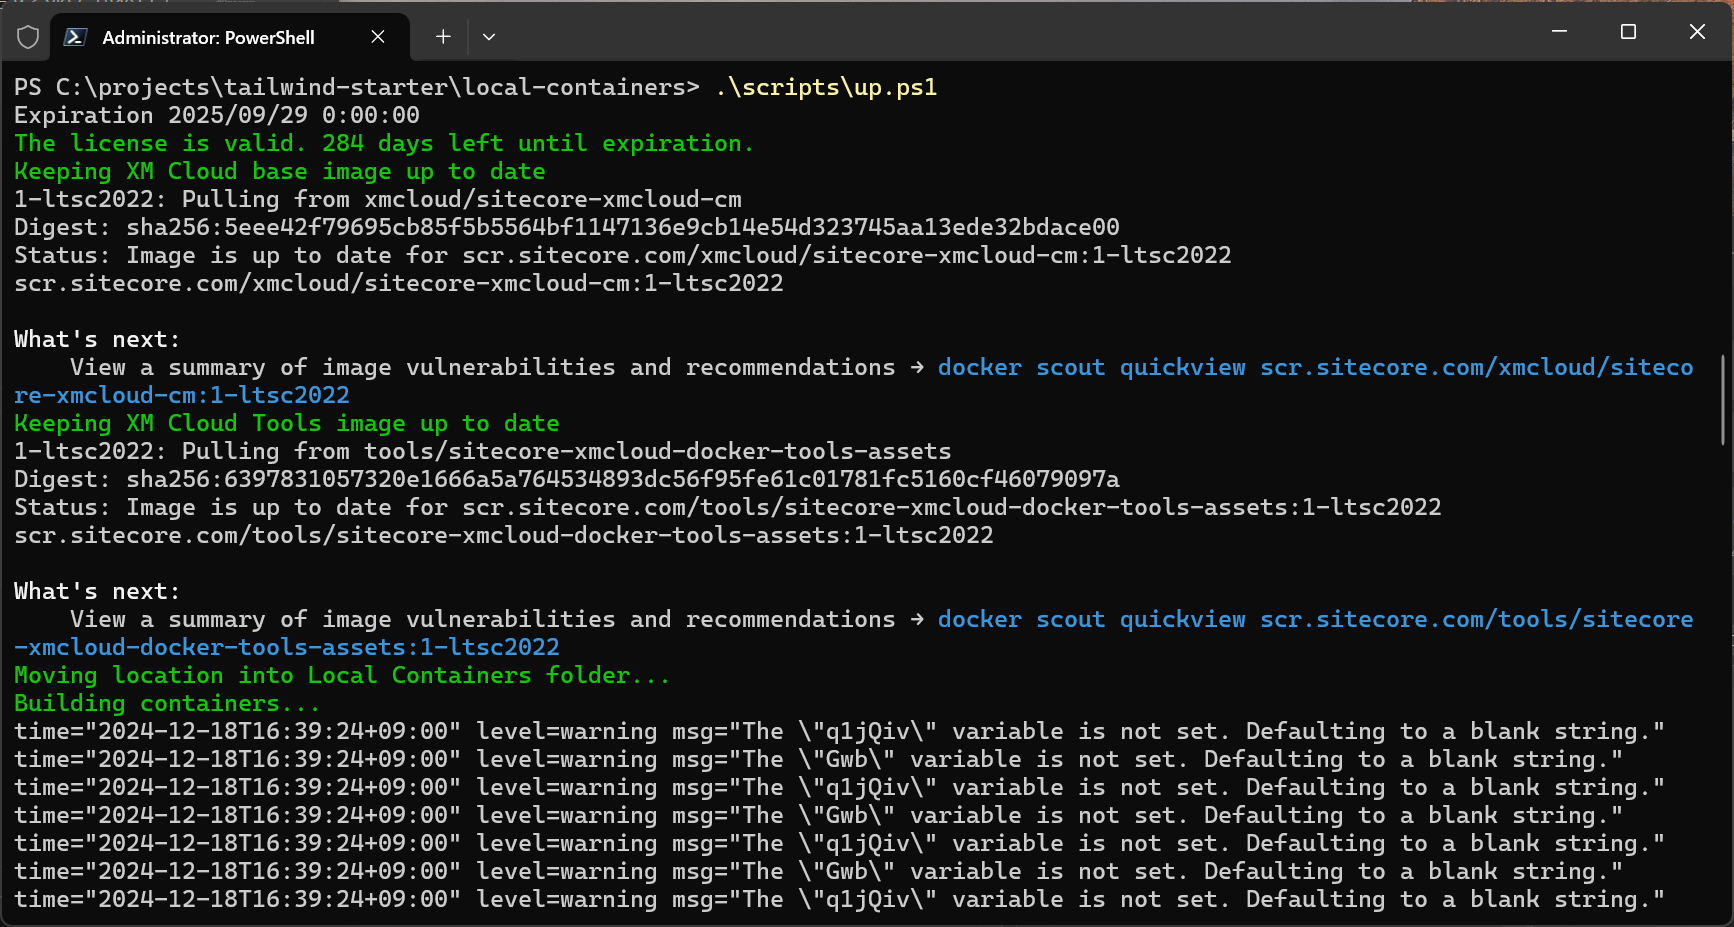 Administrator: PowerShell
PS C:\projects\tailwind-starter\local-containers> .\scripts\up.ps1
Expiration 2025/09/29 0:00:00
The license is valid. 284 days left until expiration.
Keeping XM Cloud base image up to date
1-ltsc2022: Pulling from xmcloud/sitecore-xmcloud-cm
Digest: sha256:5eee42f79695cb85f5b5564bf1147136e9cb14e54d323745aa13ede32bdace00
Status: Image is up to date for scr.sitecore.com/xmcloud/sitecore-xmcloud-cm:1-ltsc2022
scr.sitecore.com/xmcloud/sitecore-xmcloud-cm:1-ltsc2022
What's next:
View a summary of image vulnerabilities and recommendations → docker scout quickview scr.sitecore.com/xmcloud/siteco
re-xmcloud-cm:1-ltsc2022
Keeping XM Cloud Tools image up to date
1-ltsc2022: Pulling from tools/sitecore-xmcloud-docker-tools-assets
Digest: sha256:6397831057320e1666a5a764534893dc56f95fe61c01781fc5160cf46079097a
Status: Image is up to date for scr.sitecore.com/tools/sitecore-xmcloud-docker-tools-assets:1-ltsc2022
scr.sitecore.com/tools/sitecore-xmcloud-docker-tools-assets:1-ltsc2022
What's next:
View a summary of image vulnerabilities and recommendations → docker scout quickview scr.sitecore.com/tools/sitecore
-xmcloud-docker-tools-assets:1-ltsc2022
Moving location into Local Containers folder...
Building containers...
time="2024-12-18T16:39:24+09:00" level=warning msg="The \"q1jQiv\" variable is not set. Defaulting to a blank string."
time="2024-12-18T16:39:24+09:00" level=warning msg="The \"Gwb\" variable is not set. Defaulting to a blank string."
time="2024-12-18T16:39:24+09:00" level=warning msg="The \"q1jQiv\" variable is not set. Defaulting to a blank string."
time="2024-12-18T16:39:24+09:00" level=warning msg="The \"Gwb\" variable is not set. Defaulting to a blank string."
time="2024-12-18T16:39:24+09:00" level=warning msg="The \"q1jQiv\" variable is not set. Defaulting to a blank string."
time="2024-12-18T16:39:24+09:00" level=warning msg="The \"Gwb\" variable is not set. Defaulting to a blank string."
time="2024-12-18T16:39:24+09:00" level=warning msg="The \"q1jQiv\" variable is not set. Defaulting to a blank string."